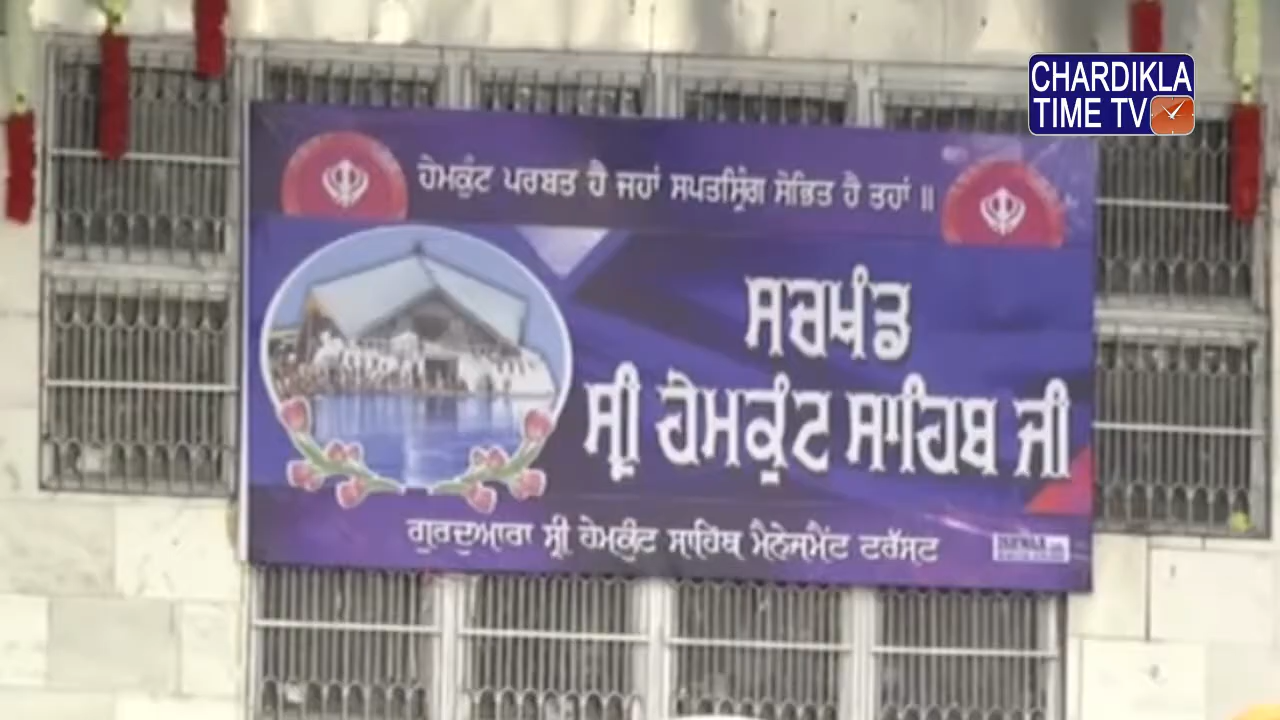 CHARDIKLA
TIME TV
ਹੇਮਕੁੰਟ ਪਰਬਤ ਹੈ ਜਹਾਂ ਸਪਤਸ੍ਰਿੰਗ ਸੋਭਿਤ ਹੈ ਤਹਾਂ ॥
ਸਚਖੰਡ
ਸ੍ਰੀ ਹੇਮਕੁੰਟ ਸਾਹਿਬ ਜੀ
ਗੁਰਦੁਆਰਾ ਸ੍ਰੀ ਹੇਮਕੁੰਟ ਸਾਹਿਬ ਮੈਨੇਜਮੈਂਟ ਟਰੱਸਟ